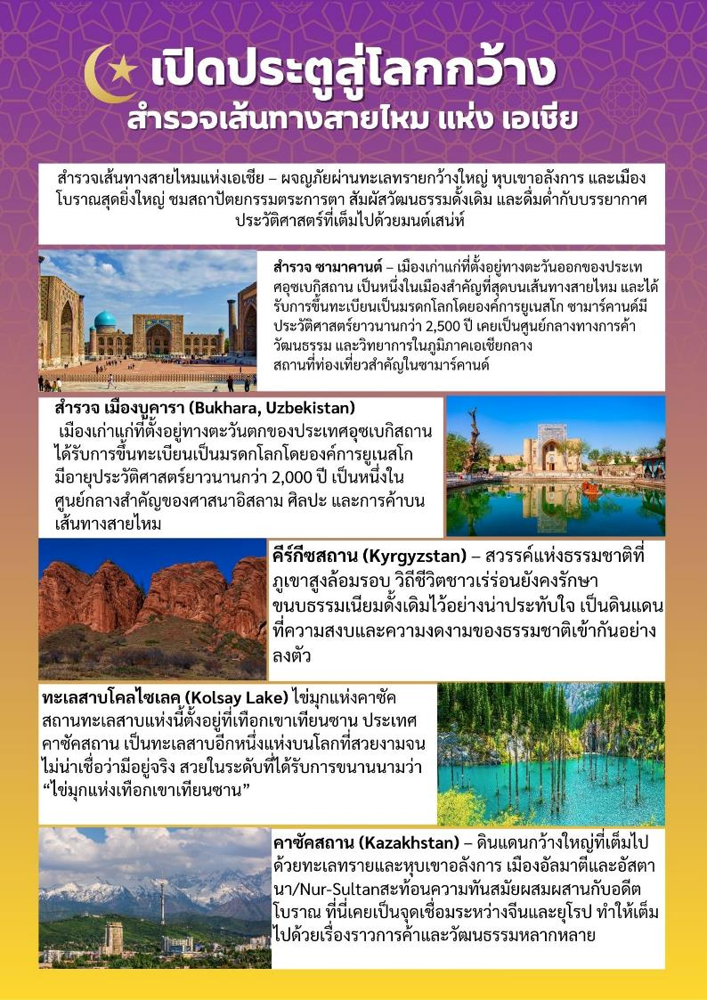 เปิดประตูสู่โลกกว้าง
สำรวจเส้นทางสายไหม แห่ง เอเชีย
สำรวจเส้นทางสายไหมแห่งเอเชีย – ผจญภัยผ่านทะเลทรายกว้างใหญ่ หุบเขาอลังการ และเมือง
โบราณสุดยิ่งใหญ่ ชมสถาปัตยกรรมตระการตา สัมผัสวัฒนธรรมดั้งเดิม และดื่มด่ำกับบรรยากาศ
ประวัติศาสตร์ที่เต็มไปด้วยมนต์เสน่ห์
สำรวจ ซามาคานต์ – เมืองเก่าแก่ที่ตั้งอยู่ทางตะวันออกของประเท
ศอุซเบกิสถาน เป็นหนึ่งในเมืองสำคัญที่สุดบนเส้นทางสายไหม และได้
รับการขึ้นทะเบียนเป็นมรดกโลกโดยองค์การยูเนสโก ซามาร์คานด์มี
ประวัติศาสตร์ยาวนานกว่า 2,500 ปี เคยเป็นศูนย์กลางทางการค้า
วัฒนธรรม และวิทยาการในภูมิภาคเอเชียกลาง
สถานที่ท่องเที่ยวสำคัญในซามาร์คานด์
สำรวจ เมืองบูคารา (Bukhara, Uzbekistan)
เมืองเก่าแก่ที่ตั้งอยู่ทางตะวันตกของประเทศอุซเบกิสถาน
ได้รับการขึ้นทะเบียนเป็นมรดกโลกโดยองค์การยูเนสโก
มีอายุประวัติศาสตร์ยาวนานกว่า 2,000 ปี เป็นหนึ่งใน
ศูนย์กลางสำคัญของศาสนาอิสลาม ศิลปะ และการค้าบน
เส้นทางสายไหม
คีร์กีซสถาน (Kyrgyzstan) – สวรรค์แห่งธรรมชาติที่
ภูเขาสูงล้อมรอบ วิถีชีวิตชาวเร่ร่อนยังคงรักษา
ขนบธรรมเนียมดั้งเดิมไว้อย่างน่าประทับใจ เป็นดินแดน
ที่ความสงบและความงดงามของธรรมชาติเข้ากันอย่าง
ลงตัว
ทะเลสาบโคลไซเลค (Kolsay Lake) ไข่มุกแห่งคาซัค
สถานทะเลสาบแห่งนี้ตั้งอยู่ที่เทือกเขาเทียนซาน ประเทศ
คาซัคสถาน เป็นทะเลสาบอีกหนึ่งแห่งบนโลกที่สวยงามจน
ไม่น่าเชื่อว่ามีอยู่จริง สวยในระดับที่ได้รับการขนานนามว่า
“ไข่มุกแห่งเทือกเขาเทียนซาน”
คาซัคสถาน (Kazakhstan) – ดินแดนกว้างใหญ่ที่เต็มไป
ด้วยทะเลทรายและหุบเขาอลังการ เมืองอัลมาตีและอัสตา
นา/Nur-Sultanสะท้อนความทันสมัยผสมผสานกับอดีต
โบราณ ที่นี่เคยเป็นจุดเชื่อมระหว่างจีนและยุโรป ทำให้เต็ม
ไปด้วยเรื่องราวการค้าและวัฒนธรรมหลากหลาย